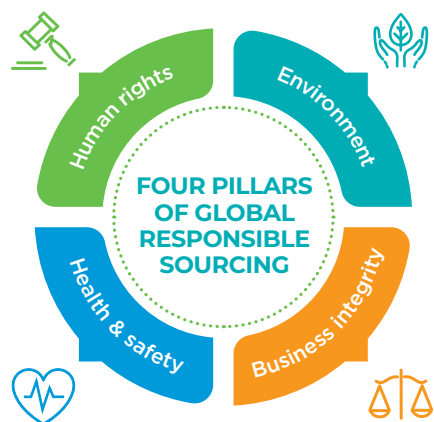 Human rights
Environment
FOUR PILLARS
OF GLOBAL
RESPONSIBLE
SOURCING
Health & safety
Business integrity